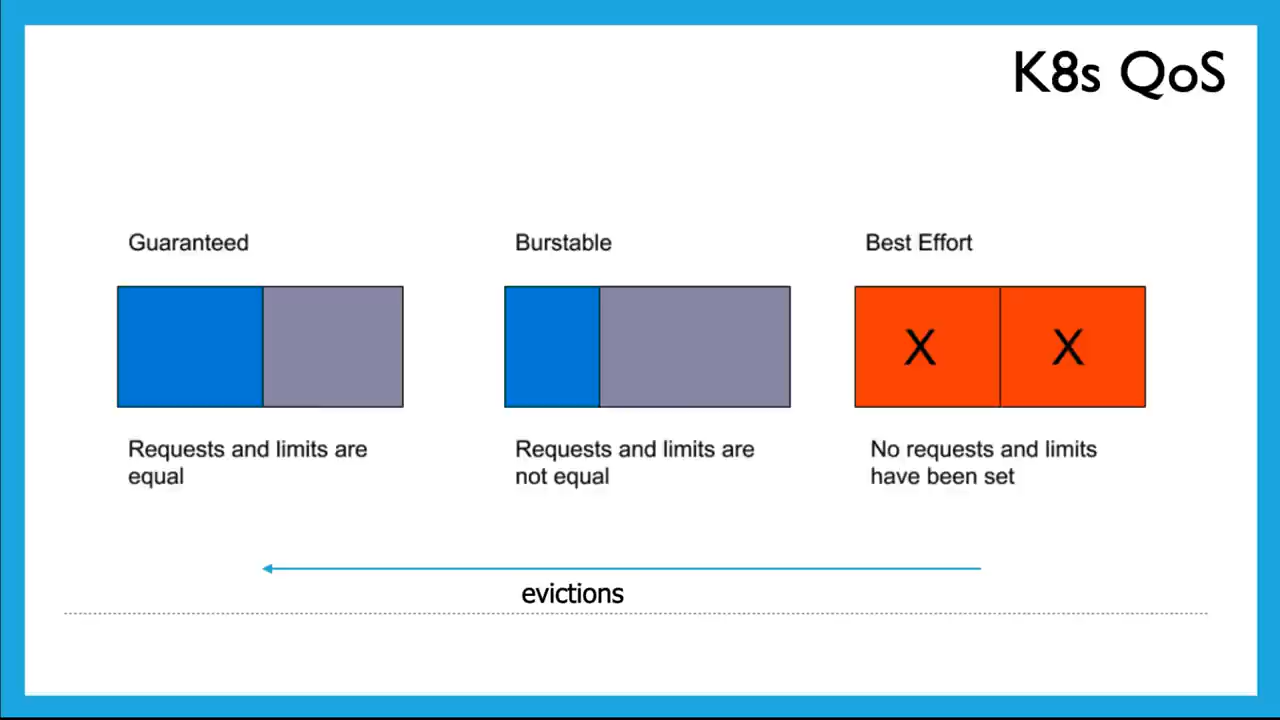 K8s QoS
Guaranteed
Burstable
Best Effort
X
X
Requests and limits are
equal
Requests and limits are
not equal
No requests and limits
have been set
evictions